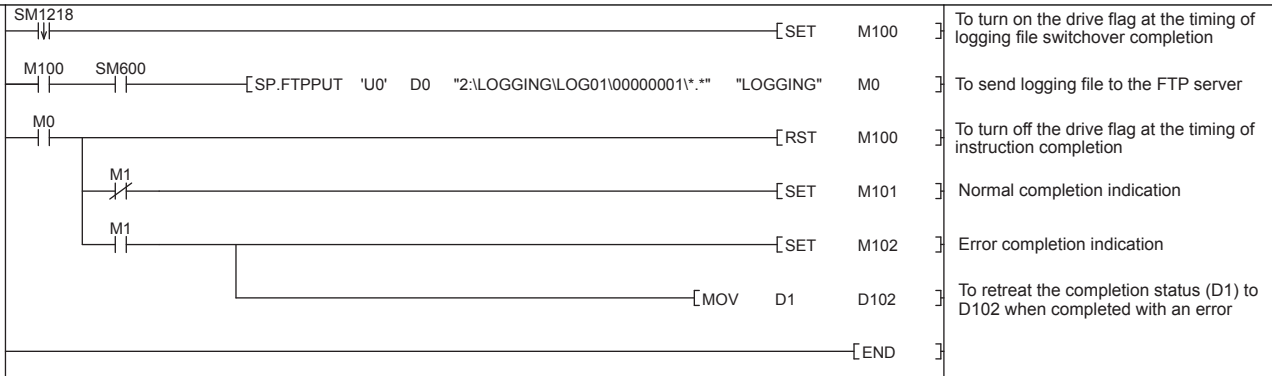 SM1218
[SET M100 ]
To turn on the drive flag at the timing of
logging file switchover completion
M100 SM600
[SP.FTPPUT 'U0' D0 "2:\LOGGING\LOG01\00000001\*.*" "LOGGING" M0 ]
To send logging file to the FTP server
M0
[RST M100 ]
To turn off the drive flag at the timing of
instruction completion
M1
[SET M101 ]
Normal completion indication
M1
[SET M102 ]
Error completion indication
[MOV D1 D102 ]
To retreat the completion status (D1) to
D102 when completed with an error
[END ]